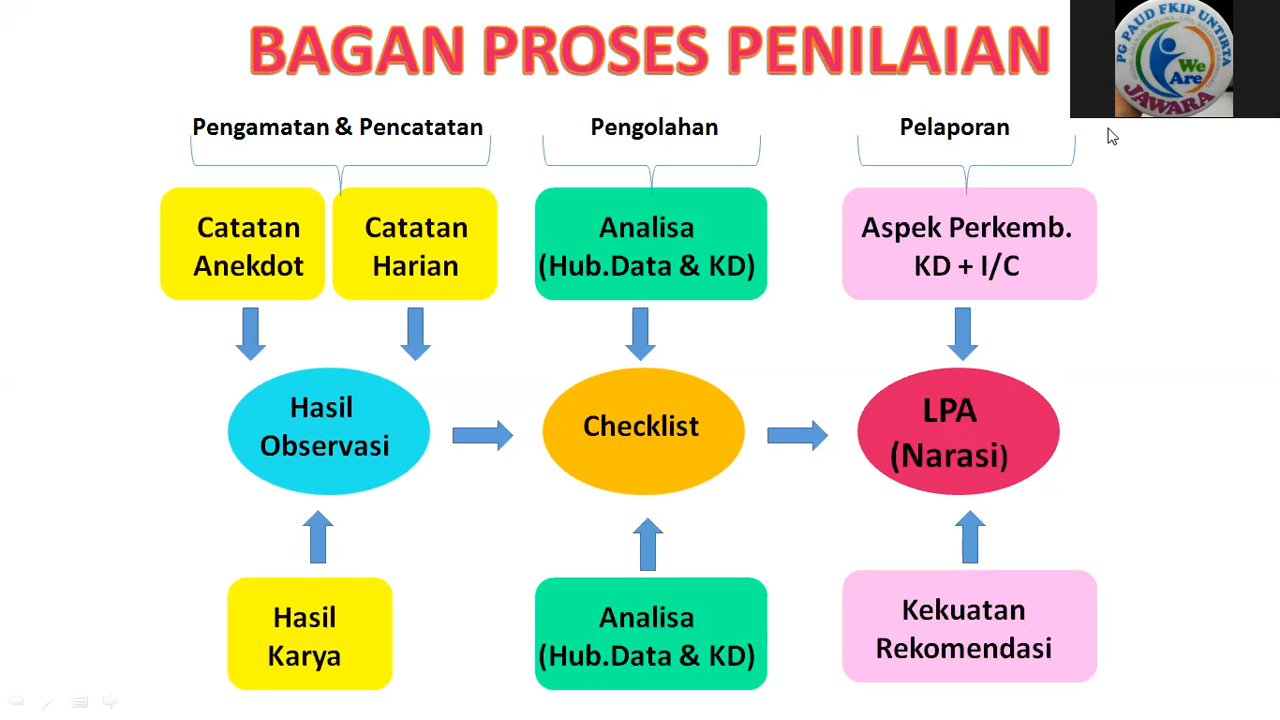 BAGAN PROSES PENILAIAN
PG PAUD FKIP UNTIRTA
We
Are
JAWARA
Pengamatan & Pencatatan
Pengolahan
Pelaporan
Catatan
Anekdot
Catatan
Harian
Analisa
(Hub.Data & KD)
Aspek Perkemb.
KD + I/C
Hasil
Observasi
Checklist
LPA
(Narasi)
Hasil
Karya
Analisa
(Hub.Data & KD)
Kekuatan
Rekomendasi